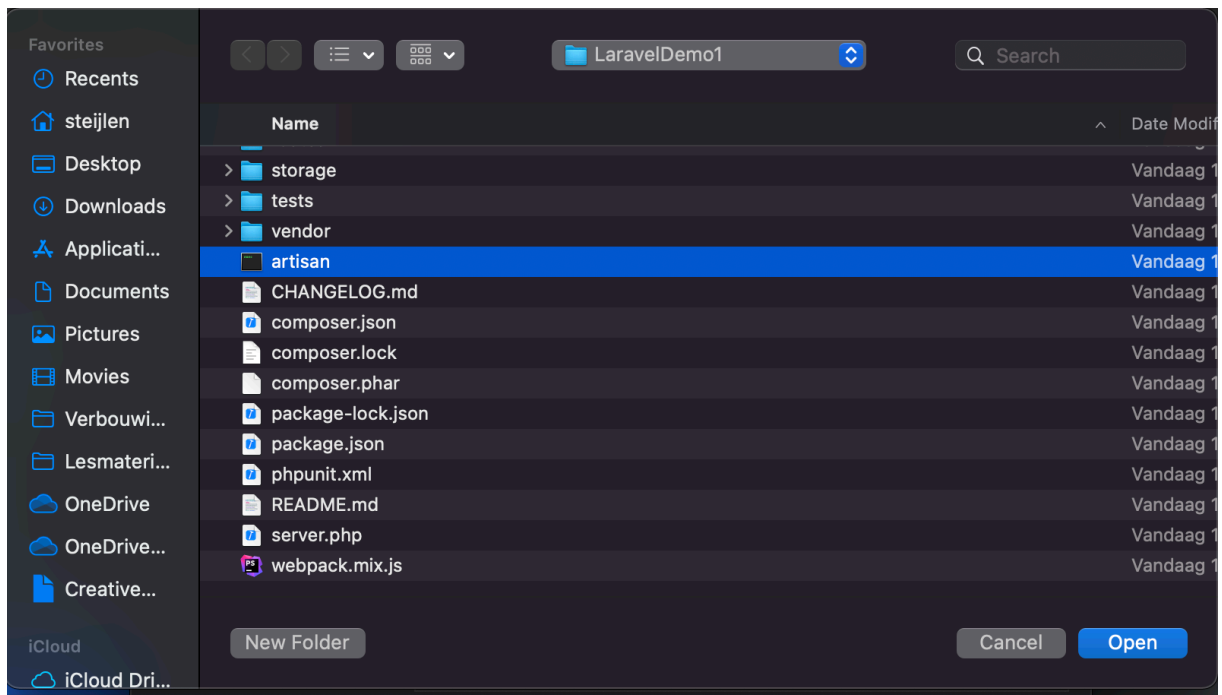 Favorites
Recents
steijlen
Desktop
Downloads
Applicati...
Documents
Pictures
Movies
Verbouwi...
Lesmateri...
OneDrive
OneDrive...
Creative...
iCloud
iCloud Dri...
LaravelDemo1
Search
Name Date Modif
storage Vandaag 1
tests Vandaag 1
vendor Vandaag 1
artisan Vandaag 1
CHANGELOG.md Vandaag 1
composer.json Vandaag 1
composer.lock Vandaag 1
composer.phar Vandaag 1
package-lock.json Vandaag 1
package.json Vandaag 1
phpunit.xml Vandaag 1
README.md Vandaag 1
server.php Vandaag 1
webpack.mix.js Vandaag 1
New Folder Cancel Open